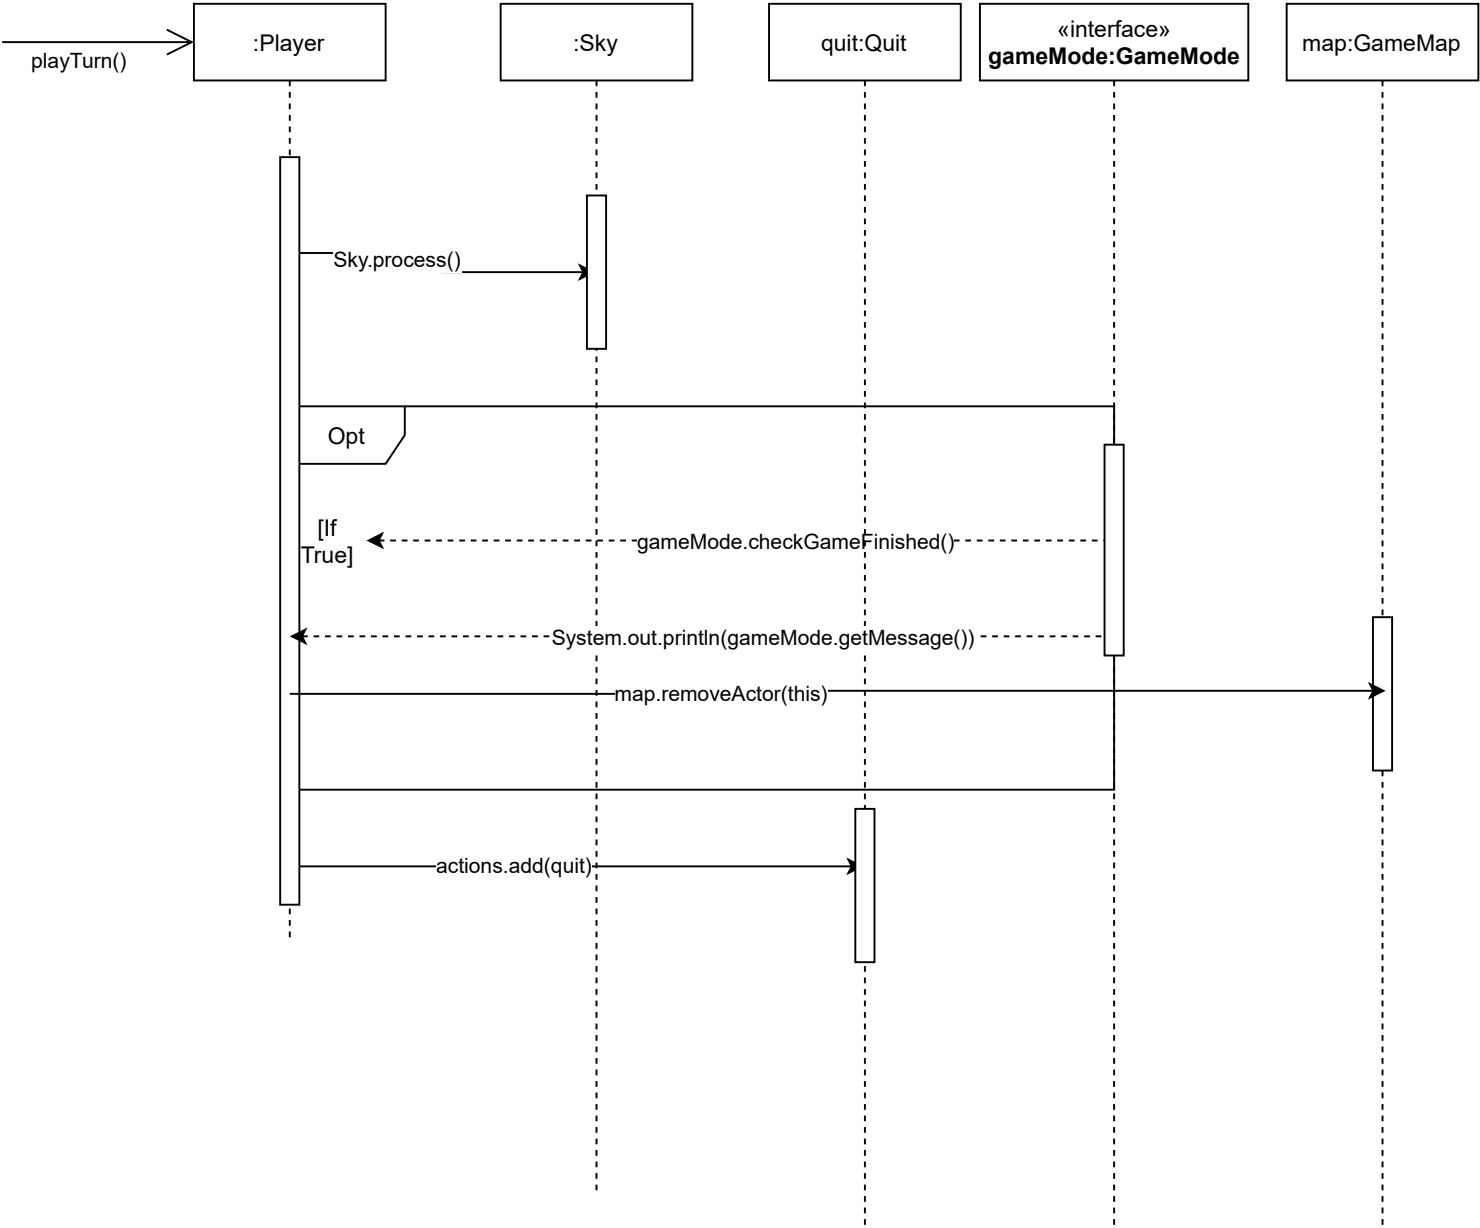 playTurn()
:Player
:Sky
quit:Quit
«interface»
gameMode:GameMode
map:GameMap
Sky.process()
Opt
[If
True]
gameMode.checkGameFinished()
System.out.println(gameMode.getMessage())
map.removeActor(this)
actions.add(quit)